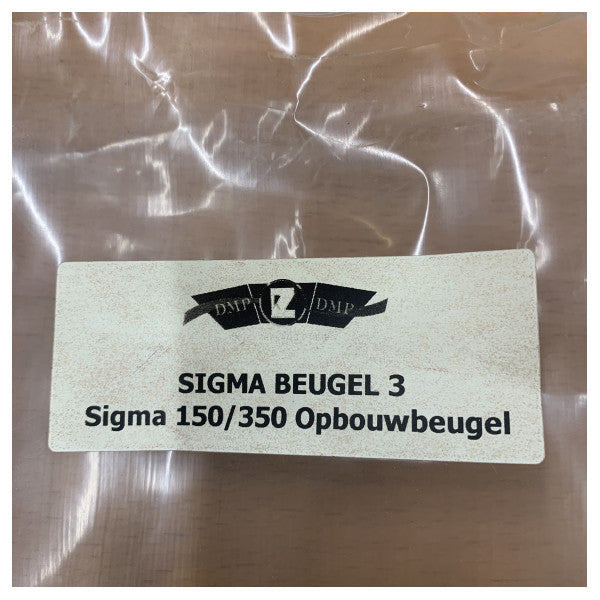 DMP Z DMP
SIGMA BEUGEL 3
Sigma 150/350 Opbouwbeugel